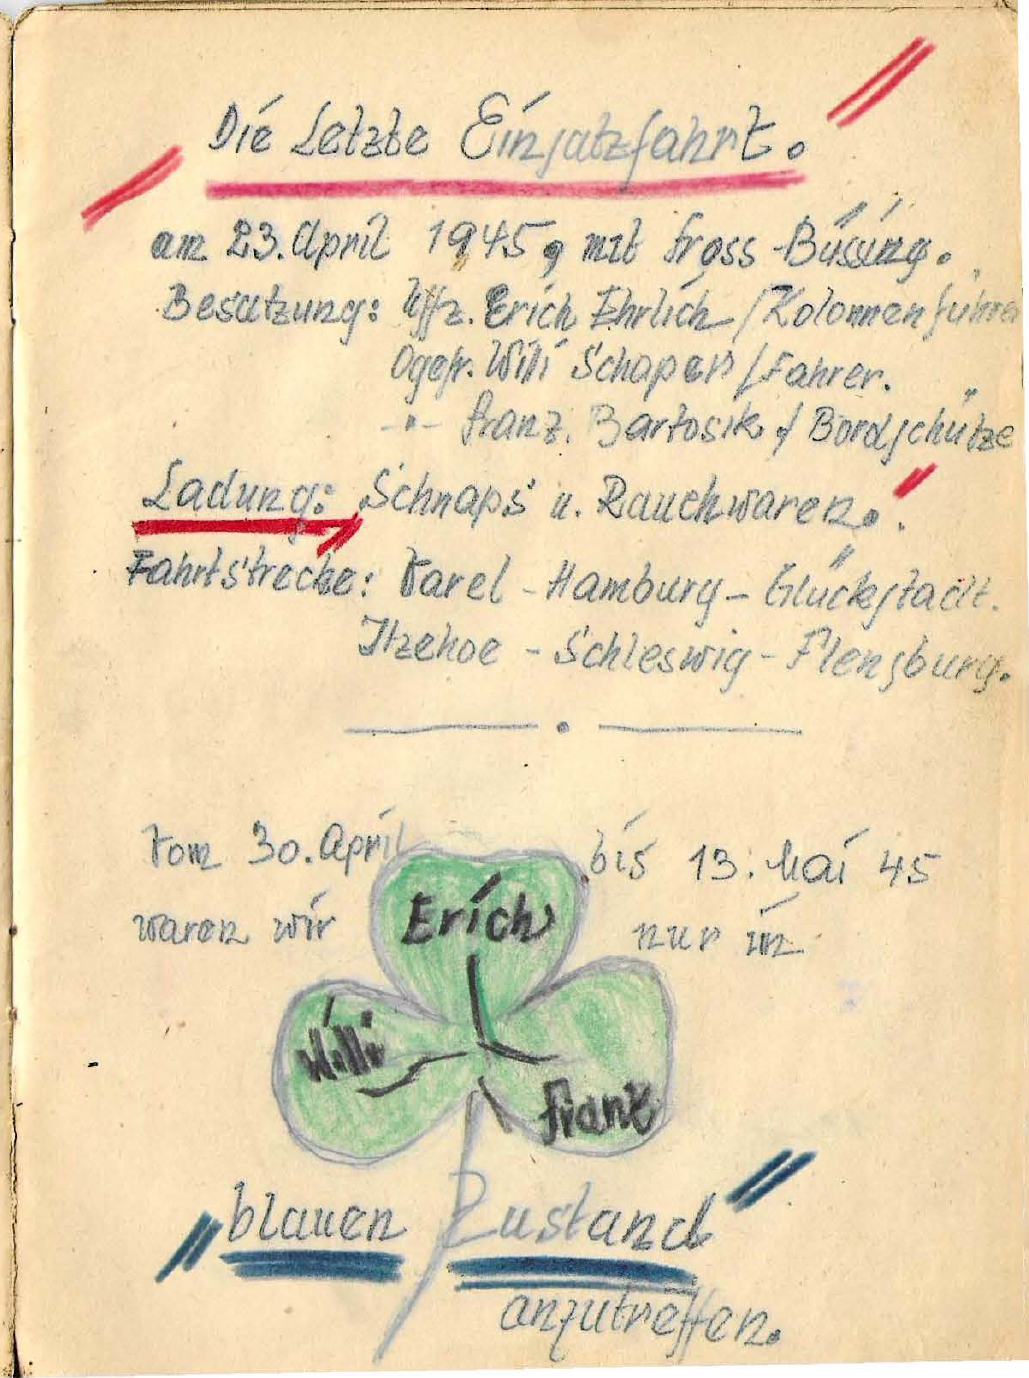 "Die Letzte Einsatzfahrt."
am 23. April 1945, mit Gross-Büssing.
Besatzung: Uffz. Erich Ehrlich / Kolonnenführer
Ogefr. Willi Schaper / Fahrer.
-"- Franz. Bartosik / Bordschütze
Ladung: Schnaps u. Rauchwaren.!
Fahrtstrecke: Varel - Hamburg - Glückstadt.
Itzehoe - Schleswig - Flensburg.
Vom 30. April bis 13. Mai 45
waren wir Erich nur im
Willi
Franz
"blauen Zustand"
anzutreffen.